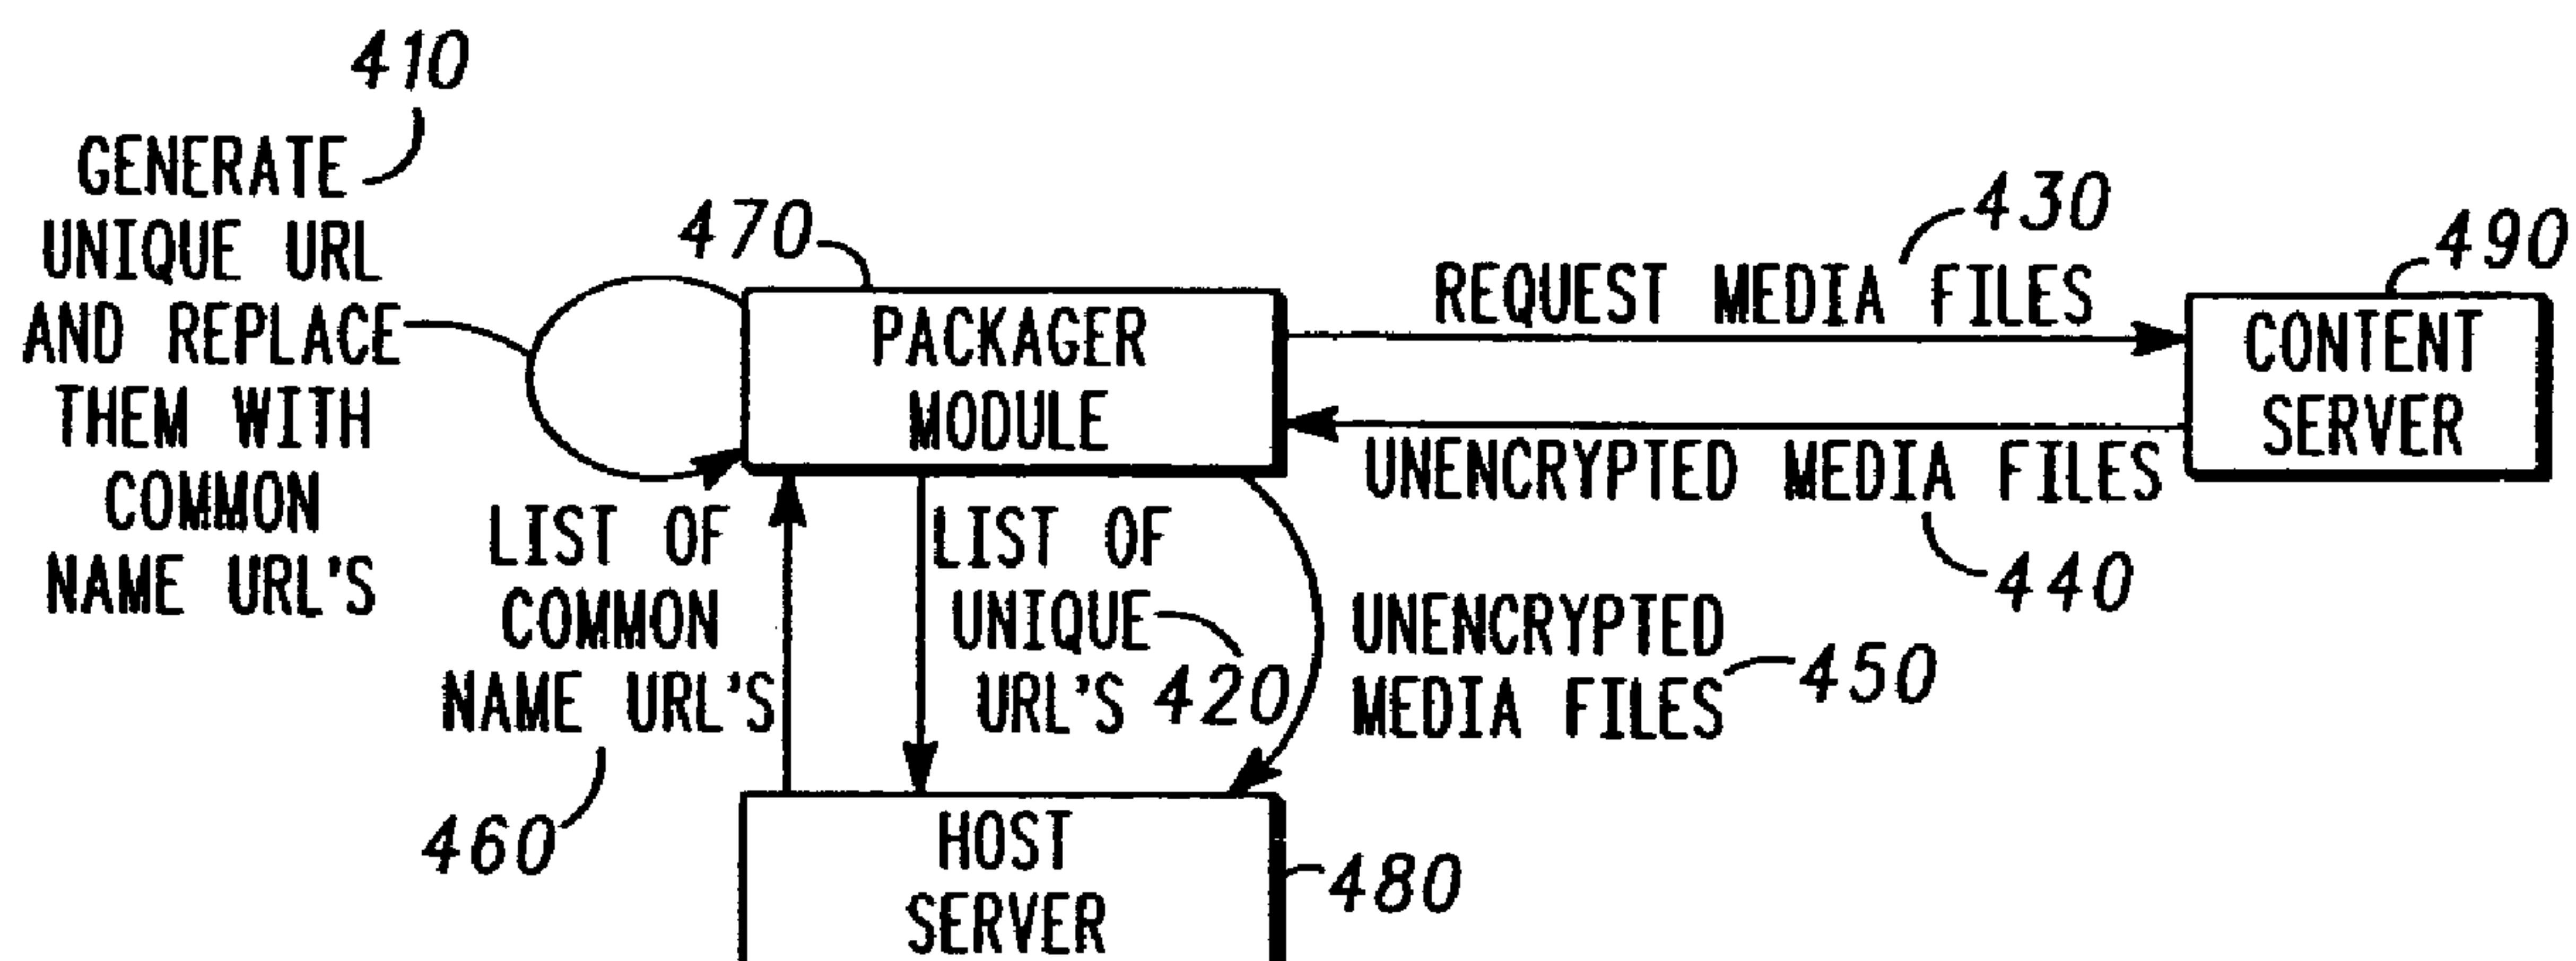 410
GENERATE
UNIQUE URL
AND REPLACE
THEM WITH
COMMON
NAME URL'S
470
PACKAGER
MODULE
430
REQUEST MEDIA FILES
490
CONTENT
SERVER
UNENCRYPTED MEDIA FILES
440
LIST OF
COMMON
NAME URL'S
460
LIST OF
UNIQUE
URL'S 420
UNENCRYPTED
MEDIA FILES
450
HOST
SERVER
480